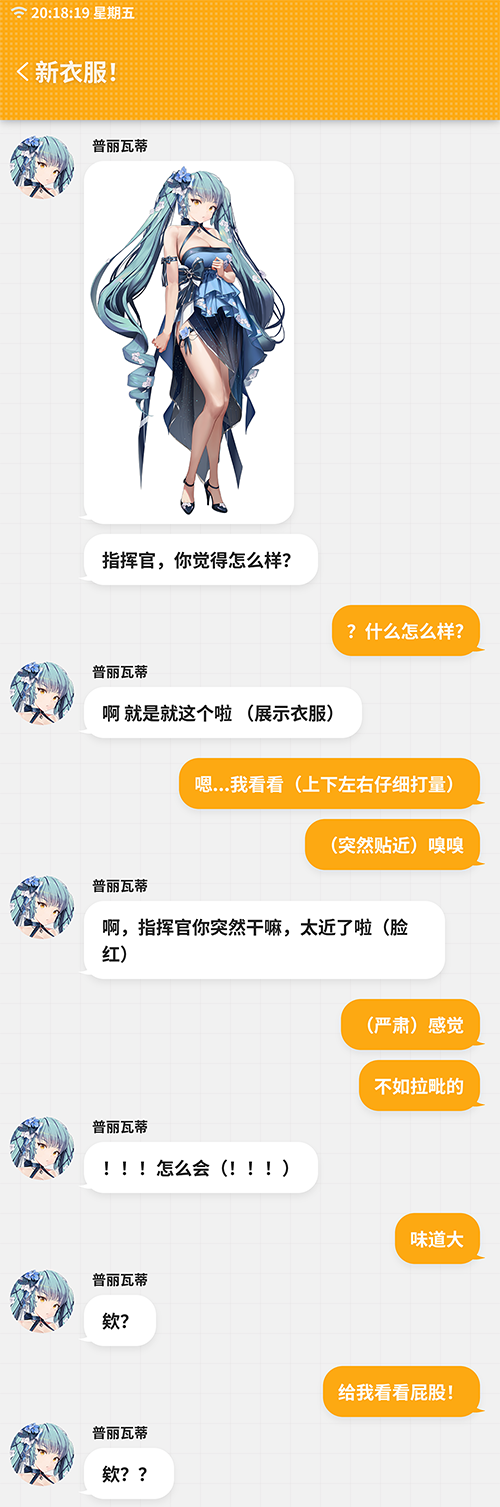 20:18:19 星期五
新衣服！
普丽瓦蒂
指挥官，你觉得怎么样？
？什么怎么样？
普丽瓦蒂
啊 就是就这个啦 （展示衣服）
嗯...我看看（上下左右仔细打量）
（突然贴近）嗅嗅
普丽瓦蒂
啊，指挥官你突然干嘛，太近了啦（脸
红）
（严肃）感觉
不如拉毗的
普丽瓦蒂
！！！怎么会（！！！）
味道大
普丽瓦蒂
欸？
给我看看屁股！
普丽瓦蒂
欸？？